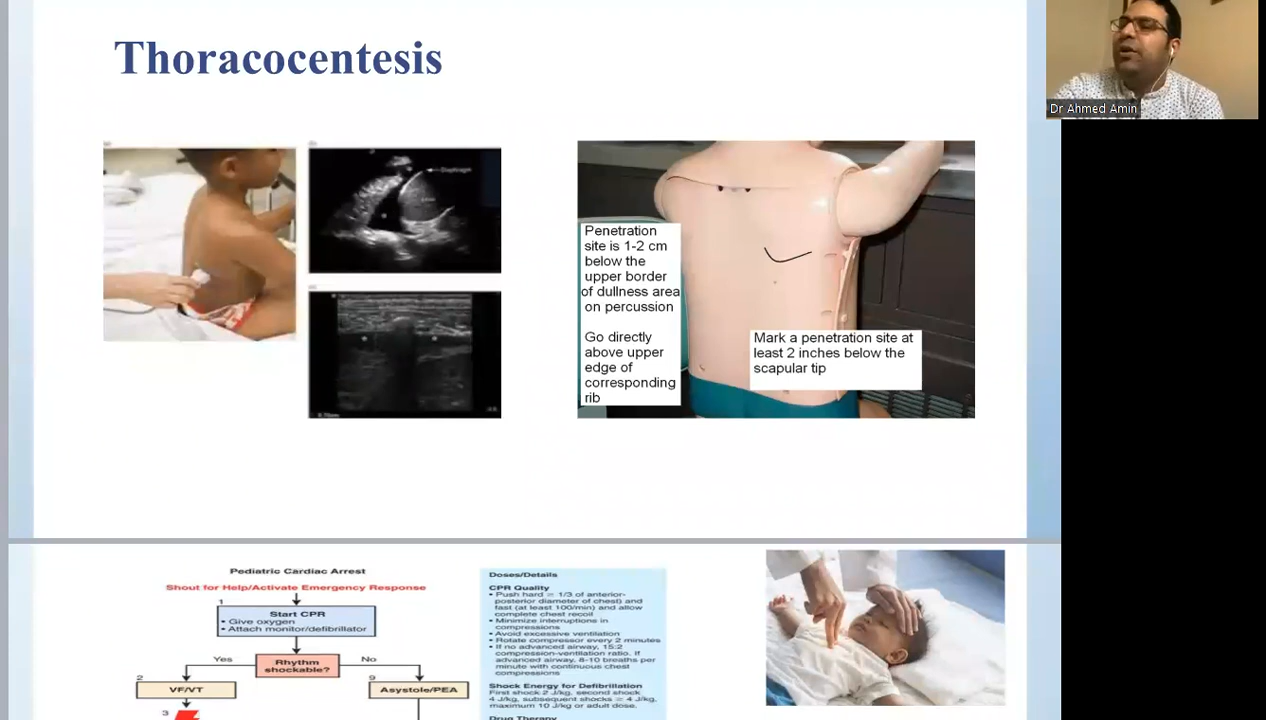 Thoracocentesis
Dr Ahmed Amin
Diaphragm
Penetration
site is 1-2 cm
below the
upper border
of dullness area
on percussion
Go directly
above upper
edge of
corresponding
rib
Mark a penetration site at
least 2 inches below the
scapular tip
Pediatric Cardiac Arrest
Shout for Help/Activate Emergency Response
1
Start CPR
• Give oxygen
• Attach monitor/defibrillator
Yes
Rhythm
shockable?
No
2
VF/VT
9
Asystole/PEA
3
Doses/Details
CPR Quality
• Push hard = 1/3 of anterior-
posterior diameter of chest) and
fast (at least 100/min) and allow
complete chest recoil
• Minimize interruptions in
compressions
• Avoid excessive ventilation
• Rotate compressor every 2 minutes
• If no advanced airway, 15:2
compression-ventilation ratio. If
advanced airway, 8-10 breaths per
minute with continuous chest
compressions
Shock Energy for Defibrillation
First shock 2 J/kg, second shock
4 J/kg, subsequent shocks = 4 J/kg,
maximum 10 J/kg or adult dose.
Drug Therapy